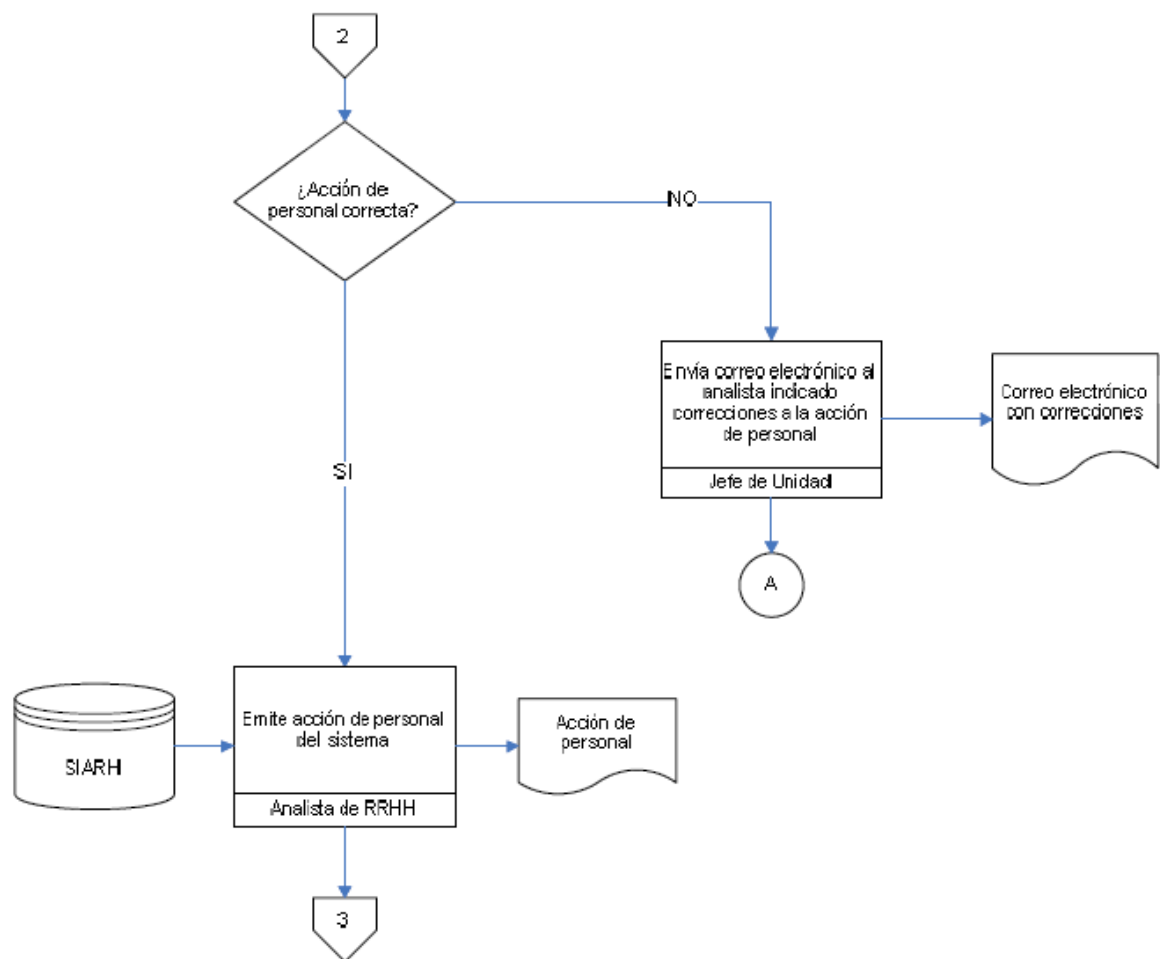 2
¿Acción de
personal correcta?
NO
Envía correo electrónico al
analista indicado
correcciones a la acción
de personal
Jefe de Unidad
Correo electrónico
con correcciones
SI
A
SIARH
Emite acción de personal
del sistema
Analista de RRHH
Acción de
personal
3